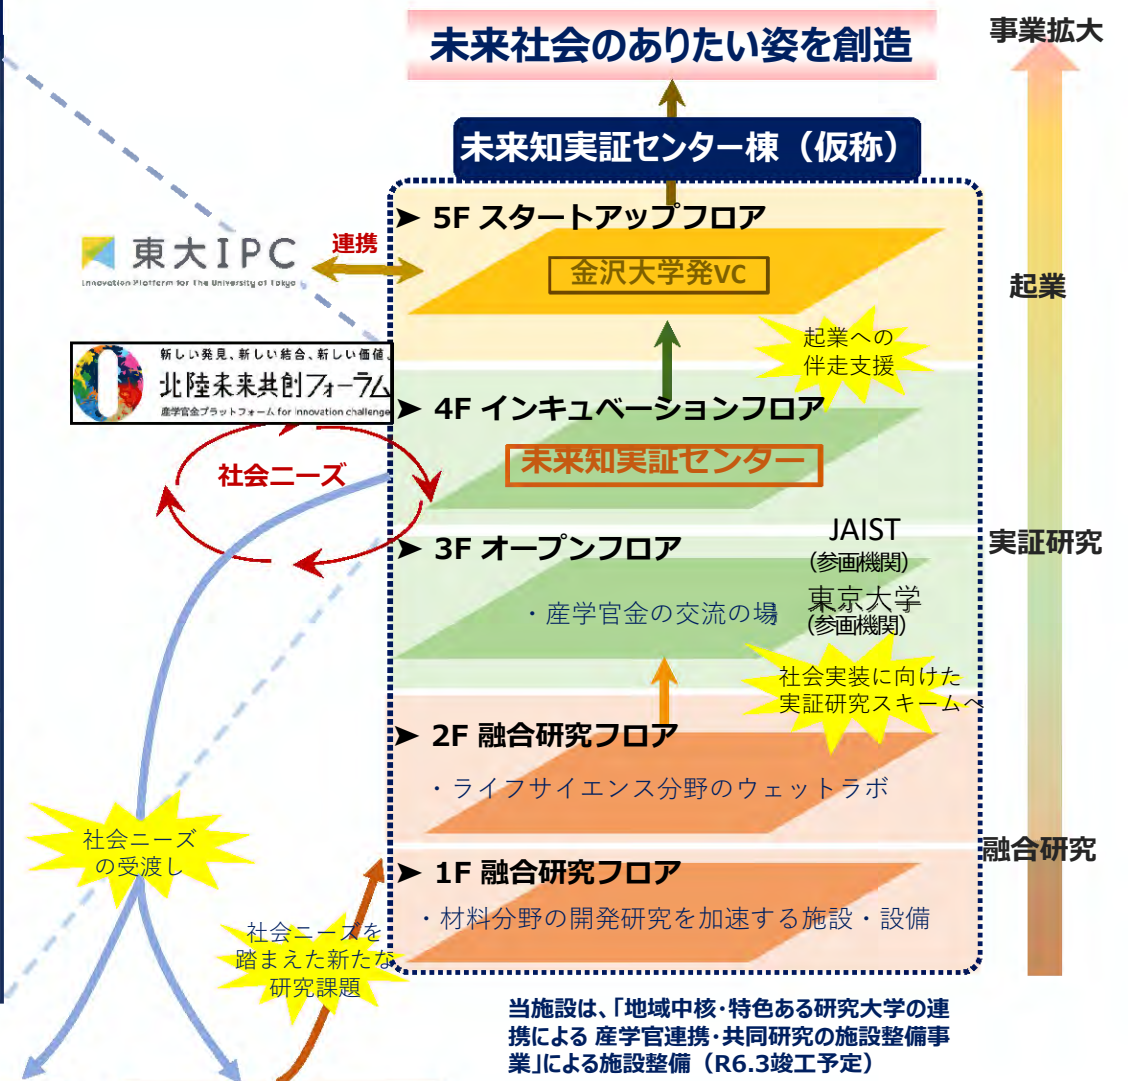 未来社会のありたい姿を創造
事業拡大
未来知実証センター棟（仮称）
➤ 5F スタートアップフロア
東大IPC
Innovation Platform for The University of Tokyo
連携
金沢大学発VC
起業
起業への
伴走支援
新しい発見、新しい結合、新しい価値。
北陸未来共創フォーラム
産学官金プラットフォーム for innovation challenge
➤ 4F インキュベーションフロア
未来知実証センター
社会ニーズ
➤ 3F オープンフロア
JAIST
(参画機関)
実証研究
・産学官金の交流の場
東京大学
(参画機関)
社会実装に向けた
実証研究スキームへ
➤ 2F 融合研究フロア
・ライフサイエンス分野のウェットラボ
社会ニーズ
の受渡し
融合研究
➤ 1F 融合研究フロア
・材料分野の開発研究を加速する施設・設備
社会ニーズを
踏まえた新たな
研究課題
当施設は、「地域中核・特色ある研究大学の連
携による 産学官連携・共同研究の施設整備事
業」による施設整備（R6.3竣工予定）